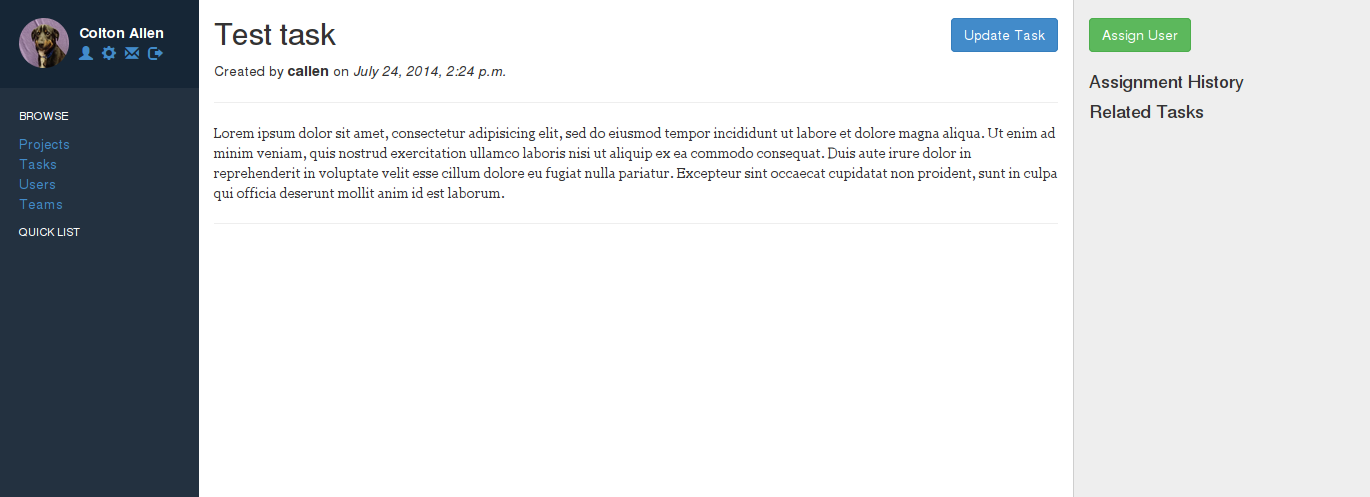 Colton Allen
BROWSE
Projects
Tasks
Users
Teams
QUICK LIST
Test task
Update Task
Created by callen on July 24, 2014, 2:24 p.m.
Lorem ipsum dolor sit amet, consectetur adipisicing elit, sed do eiusmod tempor incididunt ut labore et dolore magna aliqua. Ut enim ad
minim veniam, quis nostrud exercitation ullamco laboris nisi ut aliquip ex ea commodo consequat. Duis aute irure dolor in
reprehenderit in voluptate velit esse cillum dolore eu fugiat nulla pariatur. Excepteur sint occaecat cupidatat non proident, sunt in culpa
qui officia deserunt mollit anim id est laborum.
Assign User
Assignment History
Related Tasks